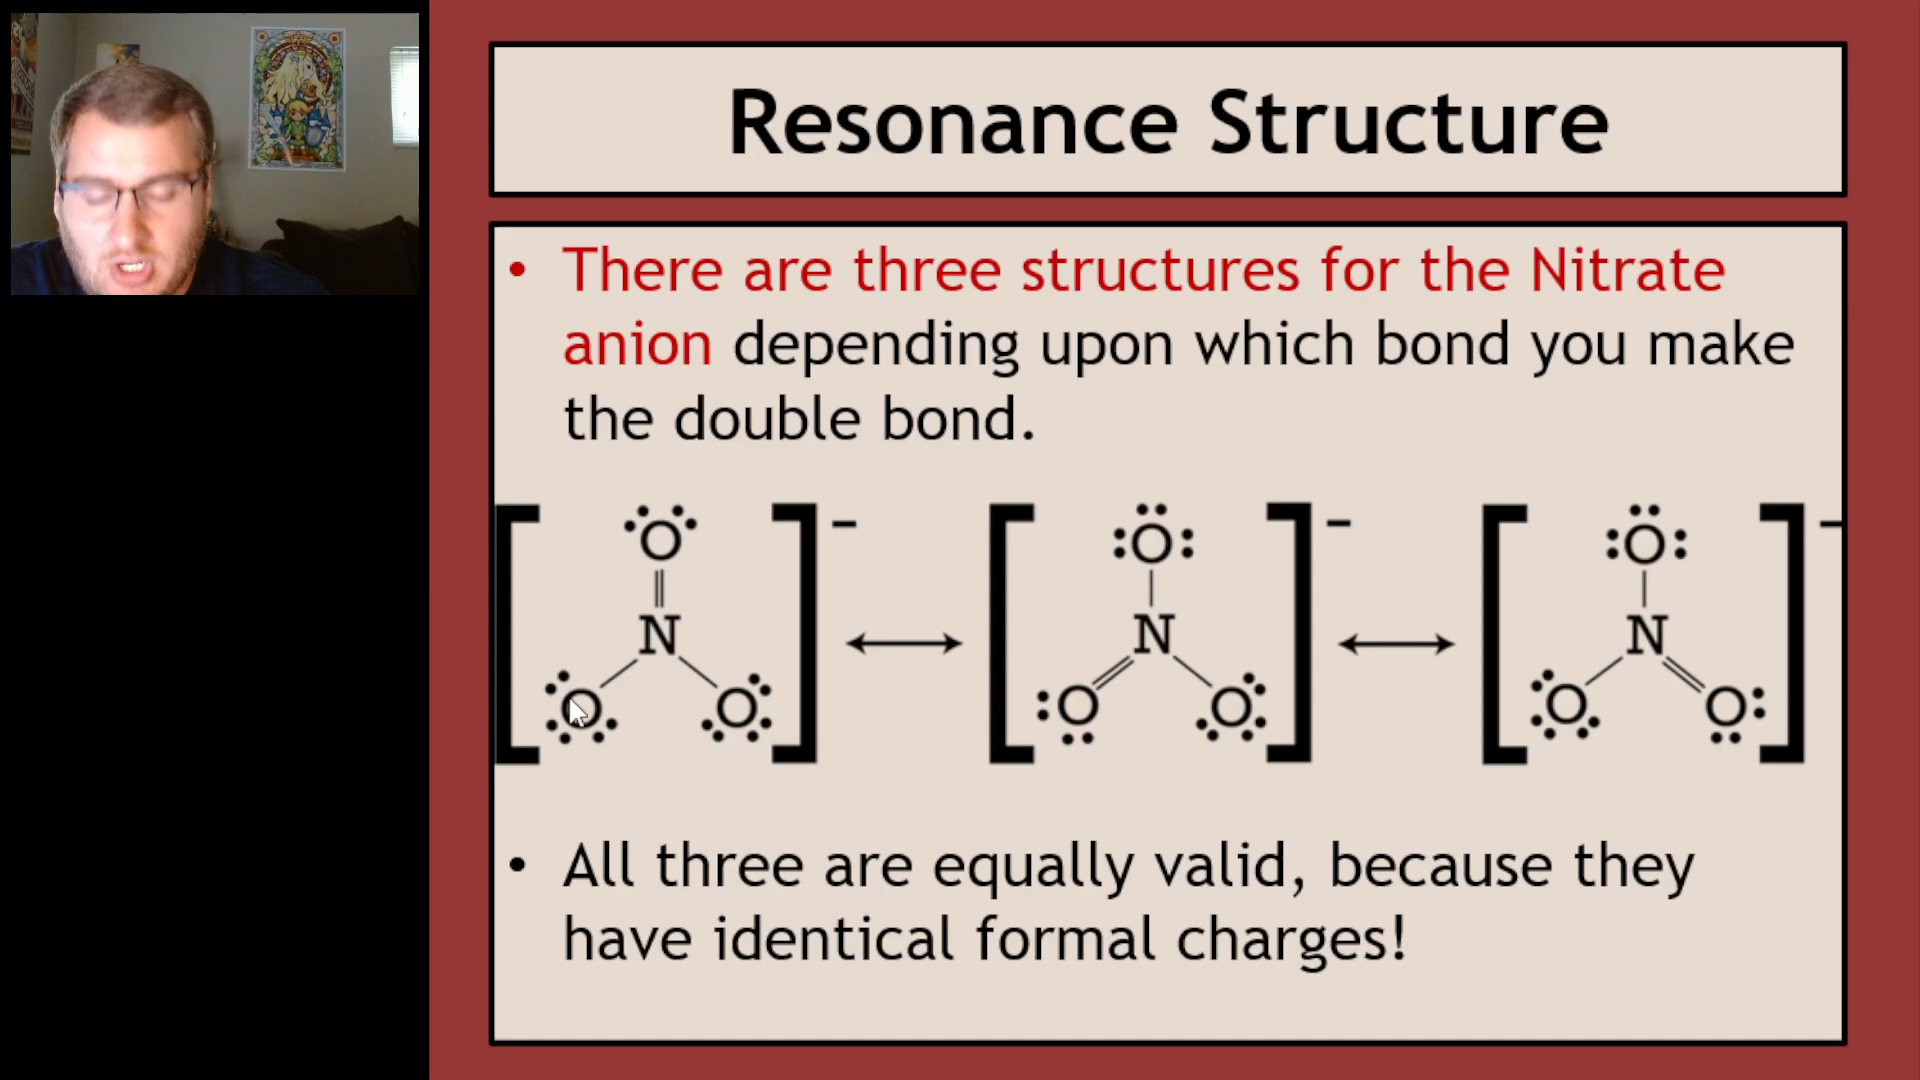 Resonance Structure
• There are three structures for the Nitrate
anion depending upon which bond you make
the double bond.
O O O
N N N
O O O O O O
• All three are equally valid, because they
have identical formal charges!